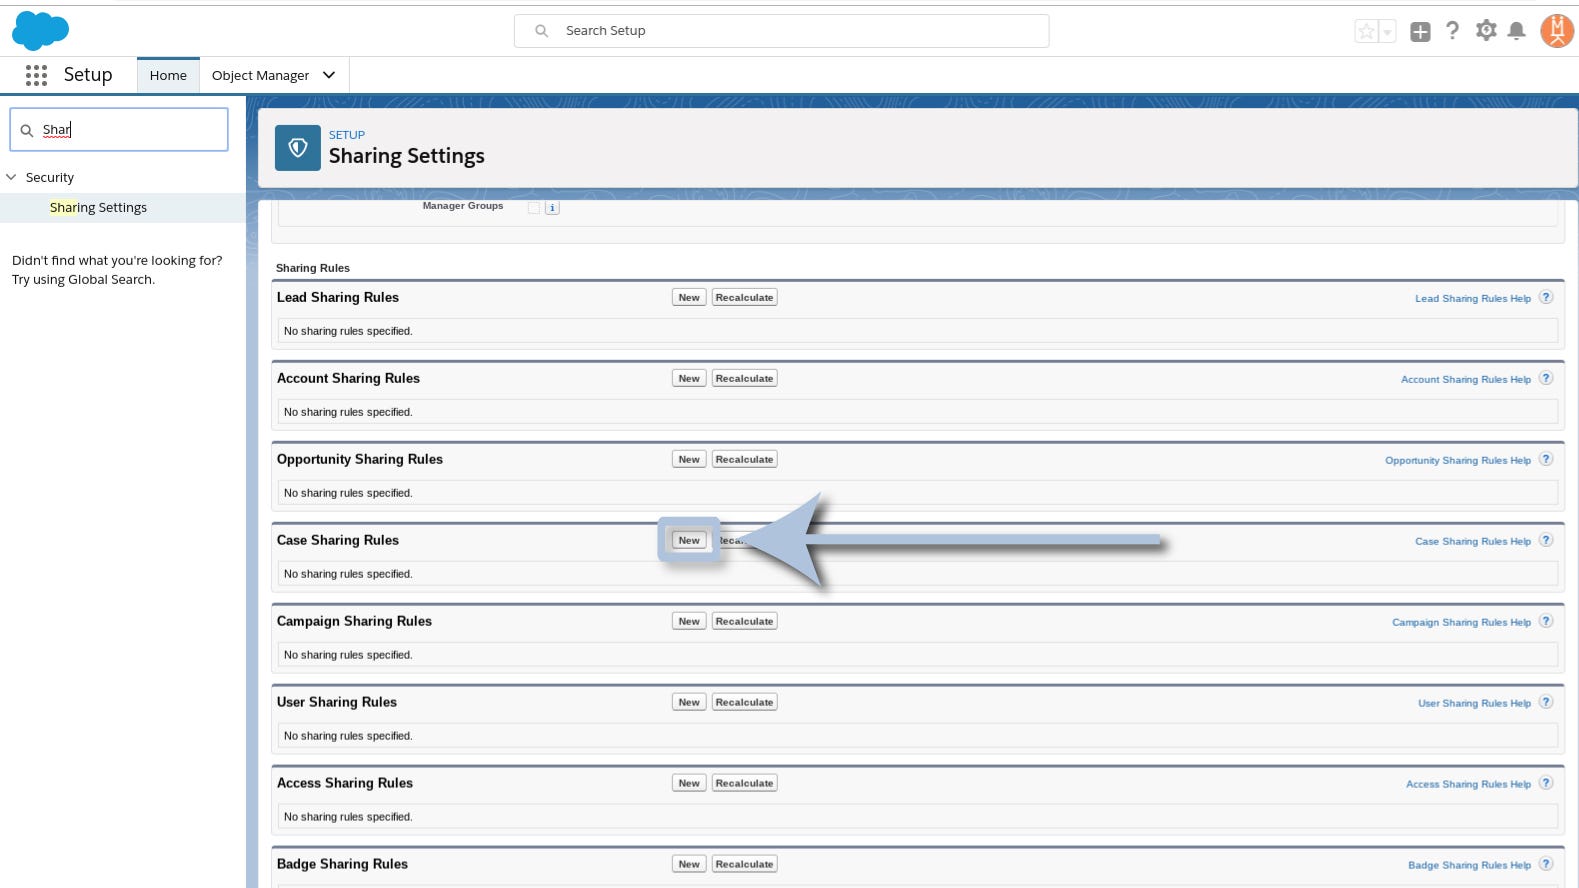 Search Setup
Setup
Home
Object Manager
Shar
Security
Sharing Settings
Didn't find what you're looking for?
Try using Global Search.
SETUP
Sharing Settings
Manager Groups
Sharing Rules
Lead Sharing Rules New Recalculate Lead Sharing Rules Help ?
No sharing rules specified.
Account Sharing Rules New Recalculate Account Sharing Rules Help ?
No sharing rules specified.
Opportunity Sharing Rules New Recalculate Opportunity Sharing Rules Help ?
No sharing rules specified.
Case Sharing Rules New Case Sharing Rules Help ?
No sharing rules specified.
Campaign Sharing Rules New Recalculate Campaign Sharing Rules Help ?
No sharing rules specified.
User Sharing Rules New Recalculate User Sharing Rules Help ?
No sharing rules specified.
Access Sharing Rules New Recalculate Access Sharing Rules Help ?
No sharing rules specified.
Badge Sharing Rules New Recalculate Badge Sharing Rules Help ?